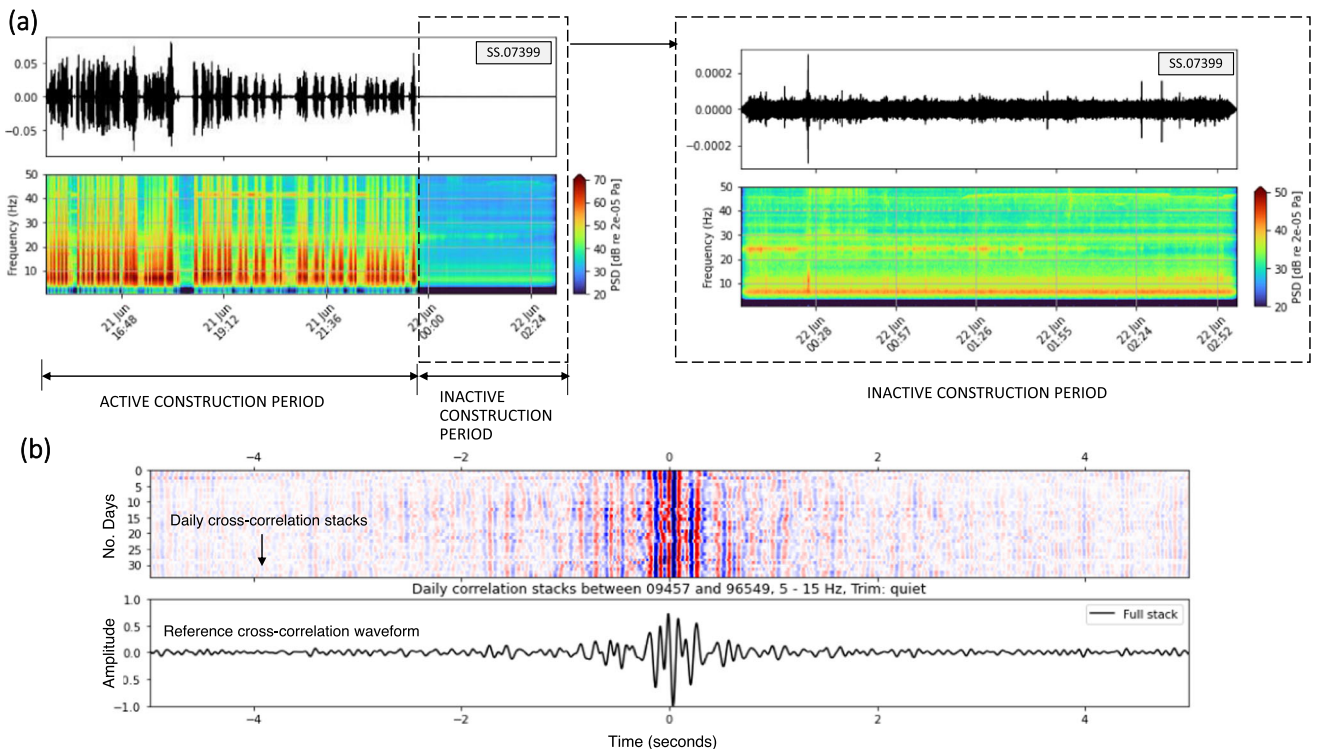 (a)
SS.07399
0.05
0.00
−0.05
50
40
30
20
10
Frequency (Hz)
70
60
50
40
30
20
PSD [dB re 2e-05 Pa]
21 Jun
16:48
21 Jun
19:12
21 Jun
21:36
22 Jun
00:00
22 Jun
02:24
ACTIVE CONSTRUCTION PERIOD
INACTIVE
CONSTRUCTION
PERIOD
SS.07399
0.0002
0.0000
−0.0002
50
40
30
20
10
Frequency (Hz)
50
40
30
20
PSD [dB re 2e-05 Pa]
22 Jun
00:28
22 Jun
00:57
22 Jun
01:26
22 Jun
01:55
22 Jun
02:24
22 Jun
02:52
INACTIVE CONSTRUCTION PERIOD
(b)
−4 −2 0 2 4
0
5
10
15
20
25
30
No. Days
Daily cross-correlation stacks
Daily correlation stacks between 09457 and 96549, 5 - 15 Hz, Trim: quiet
1.0
0.5
0.0
0.5
−1.0
Amplitude
Reference cross-correlation waveform
Full stack
−4 −2 0 2 4
Time (seconds)